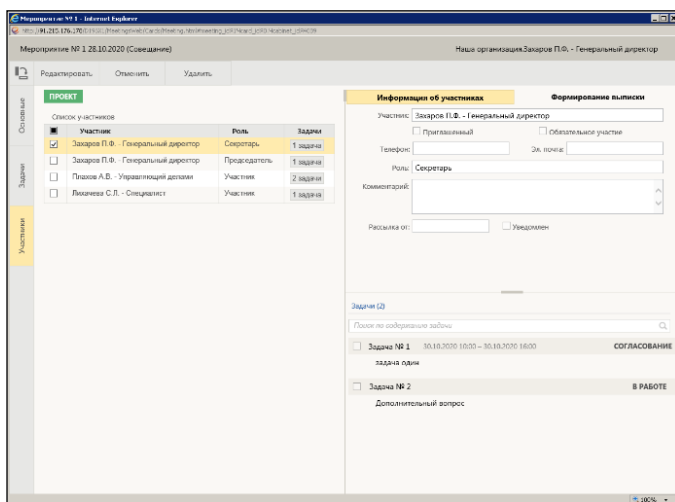 Мероприятие № 1 - Internet Explorer
Мероприятие № 1 28.10.2020 (Совещание)
Наша организация.Захаров П.Ф. - Генеральный директор
Редактировать Отменить Удалить
Основные
Задачи
Участники
ПРОЕКТ
Список участников
Участник Роль Задачи
Захаров П.Ф. - Генеральный директор Секретарь 1 задача
Захаров П.Ф. - Генеральный директор Председатель 1 задача
Плахов А.В. - Управляющий делами Участник 2 задачи
Лихачева С.Л. - Специалист Участник 1 задача
Информация об участниках Формирование выписки
Участник: Захаров П.Ф. - Генеральный директор
Приглашенный Обязательное участие
Телефон: Эл. почта:
Роль: Секретарь
Комментарий:
Рассылка от: Уведомлен
Задачи (2)
Поиск по содержанию задачи
Задача № 1 30.10.2020 10:00 – 30.10.2020 16:00 СОГЛАСОВАНИЕ
задача один
Задача № 2 В РАБОТЕ
Дополнительный вопрос
100%